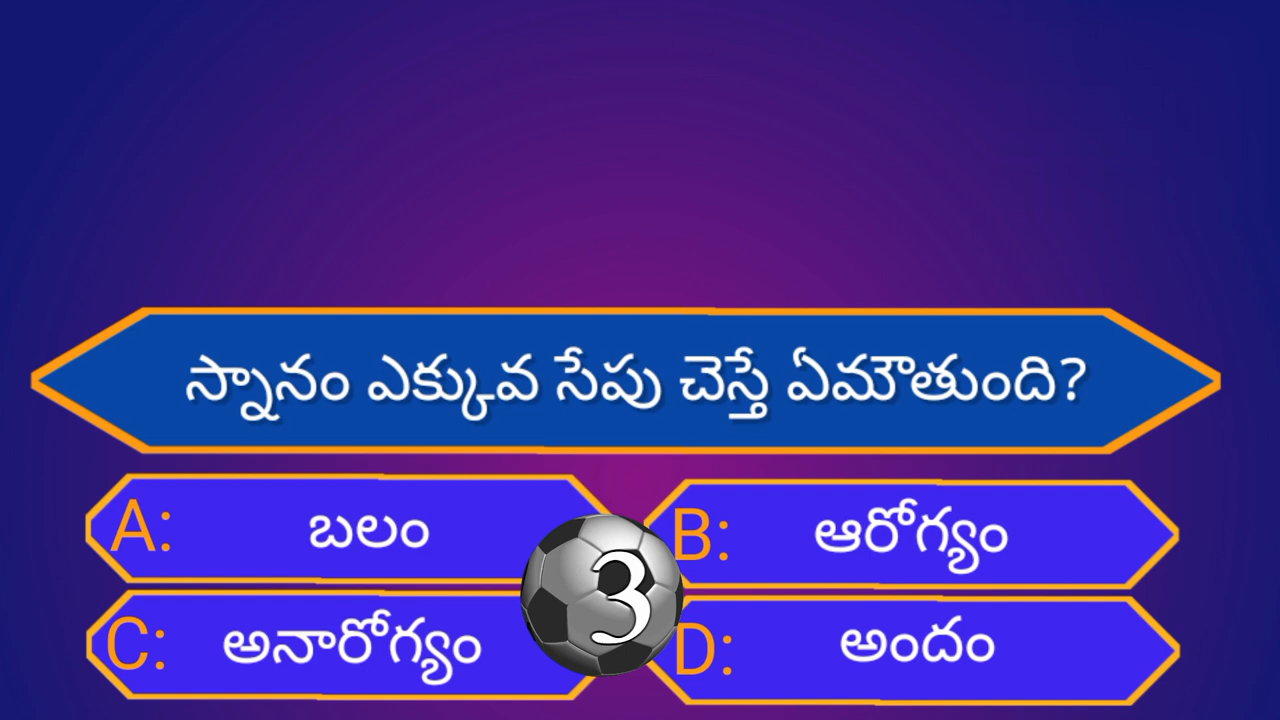 స్నానం ఎక్కువ సేపు చెస్తే ఏమౌతుంది?
A: బలం
B: ఆరోగ్యం
3
C: అనారోగ్యం
D: అందం